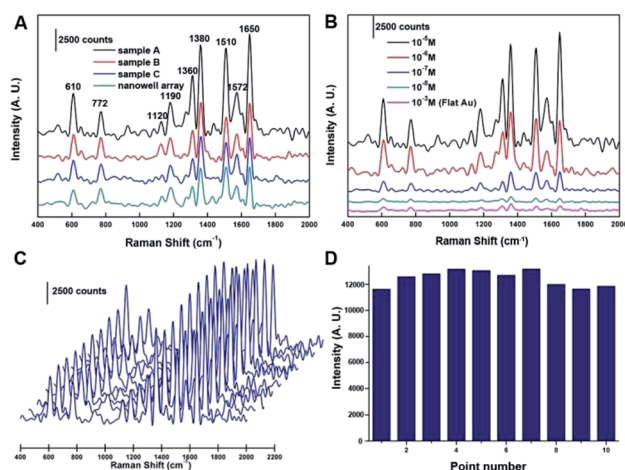 A
2500 counts
sample A
sample B
sample C
nanowell array
610
772
1120
1190
1360
1380
1510
1572
1650
Intensity (A. U.)
400 600 800 1000 1200 1400 1600 1800 2000
Raman Shift (cm⁻¹)
B
2500 counts
10⁻⁵M
10⁻⁶M
10⁻⁷M
10⁻⁸M
10⁻³M (Flat Au)
Intensity (A. U.)
400 600 800 1000 1200 1400 1600 1800 2000
Raman Shift (cm⁻¹)
C
2500 counts
400 600 800 1000 1200 1400 1600 1800 2000 2200
Raman Shift (cm⁻¹)
D
Intensity (A. U.)
12000
10000
8000
6000
4000
2000
0
2 4 6 8 10
Point number